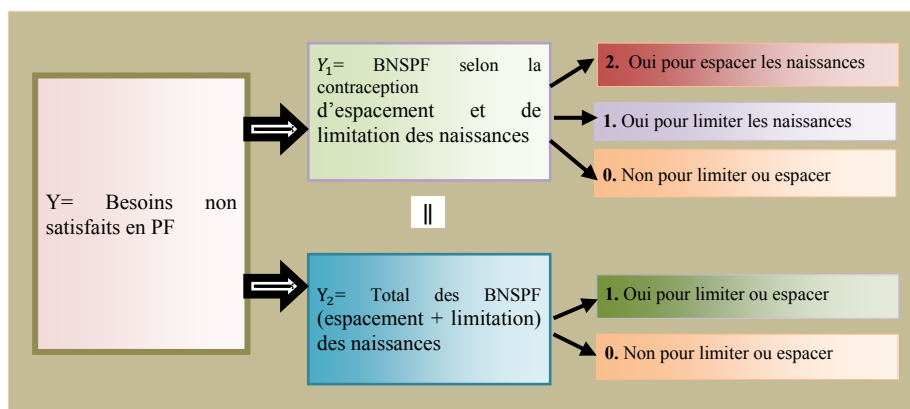 Y= Besoins non
satisfaits en PF
Y₁= BNSPF selon la
contraception
d'espacement et de
limitation des naissances
2. Oui pour espacer les naissances
1. Oui pour limiter les naissances
0. Non pour limiter ou espacer
||
Y₂= Total des BNSPF
(espacement + limitation)
des naissances
1. Oui pour limiter ou espacer
0. Non pour limiter ou espacer